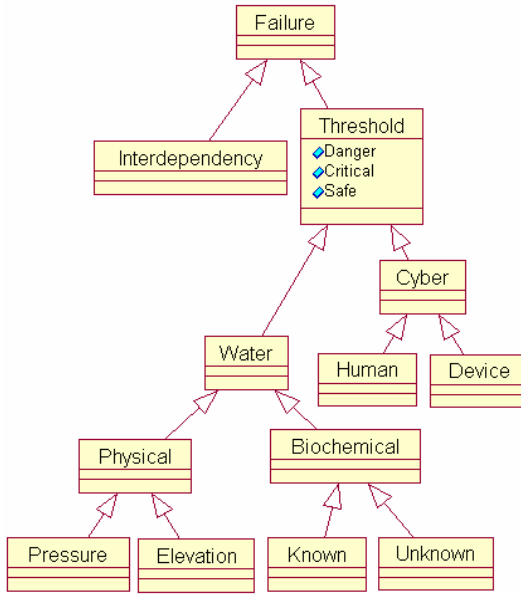 Failure
Threshold
Danger
Critical
Safe
Interdependency
Cyber
Water
Human
Device
Physical
Biochemical
Pressure
Elevation
Known
Unknown